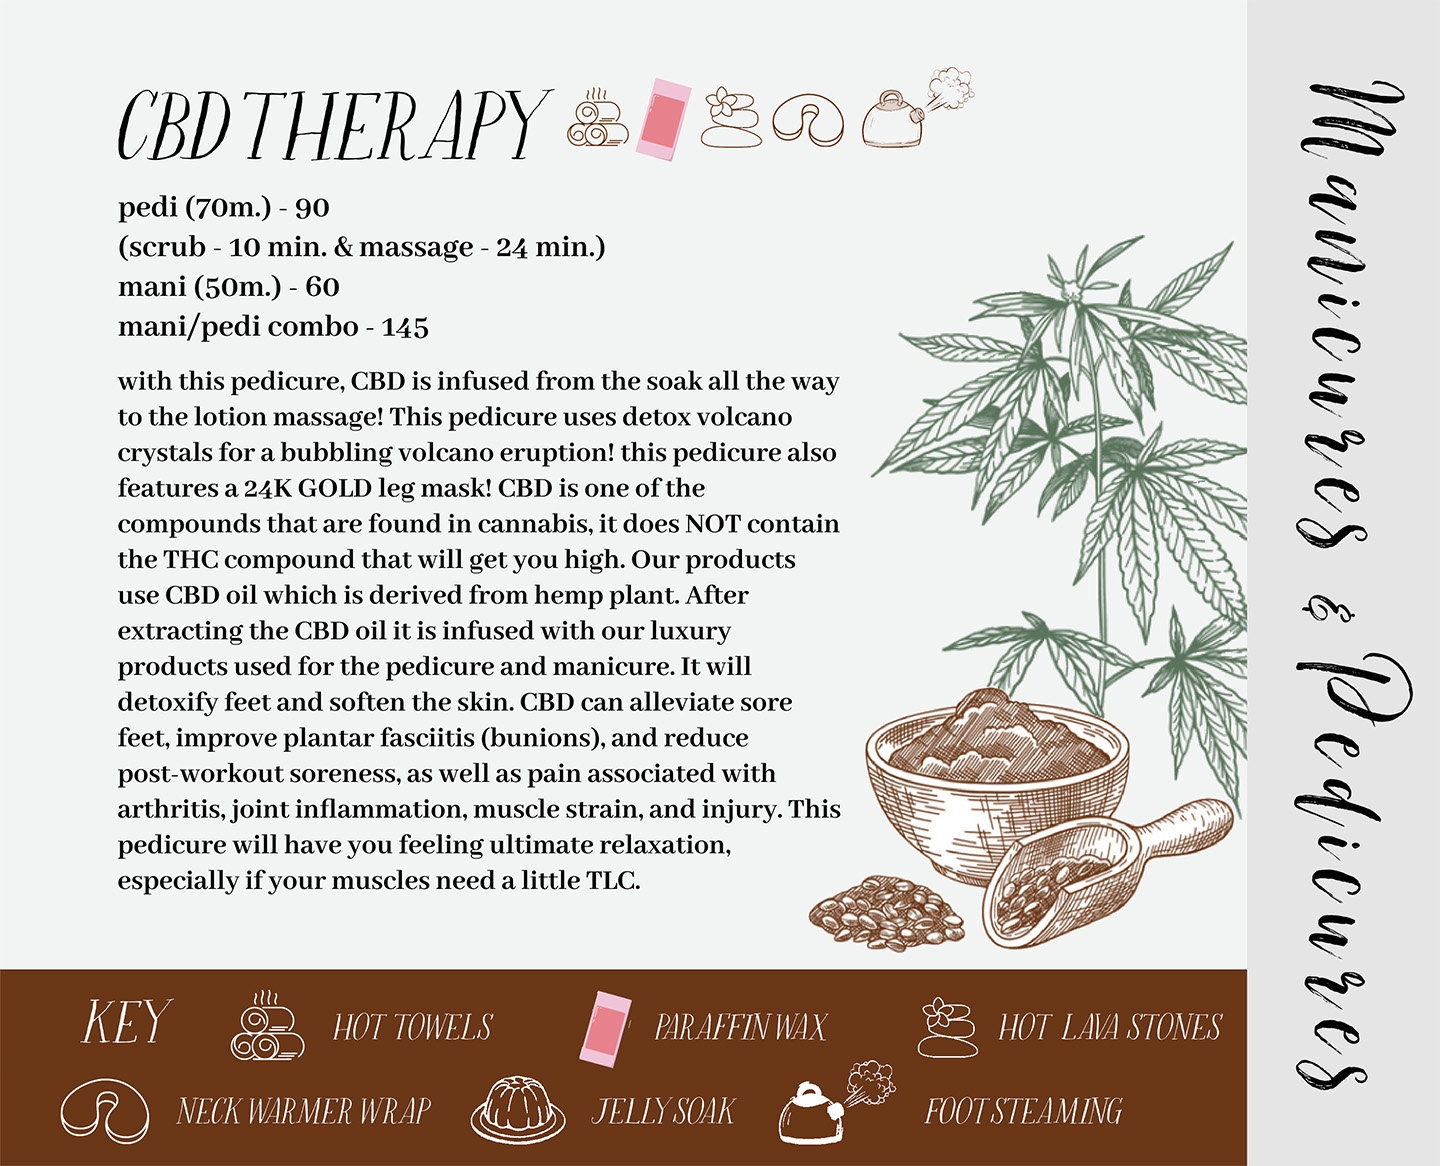 CBD THERAPY
pedi (70m.) - 90
(scrub - 10 min. & massage - 24 min.)
mani (50m.) - 60
mani/pedi combo - 145
with this pedicure, CBD is infused from the soak all the way
to the lotion massage! This pedicure uses detox volcano
crystals for a bubbling volcano eruption! this pedicure also
features a 24K GOLD leg mask! CBD is one of the
compounds that are found in cannabis, it does NOT contain
the THC compound that will get you high. Our products
use CBD oil which is derived from hemp plant. After
extracting the CBD oil it is infused with our luxury
products used for the pedicure and manicure. It will
detoxify feet and soften the skin. CBD can alleviate sore
feet, improve plantar fasciitis (bunions), and reduce
post-workout soreness, as well as pain associated with
arthritis, joint inflammation, muscle strain, and injury. This
pedicure will have you feeling ultimate relaxation,
especially if your muscles need a little TLC.
KEY
HOT TOWELS
PARAFFIN WAX
HOT LAVA STONES
NECK WARMER WRAP
JELLY SOAK
FOOT STEAMING
Manicures & Pedicures